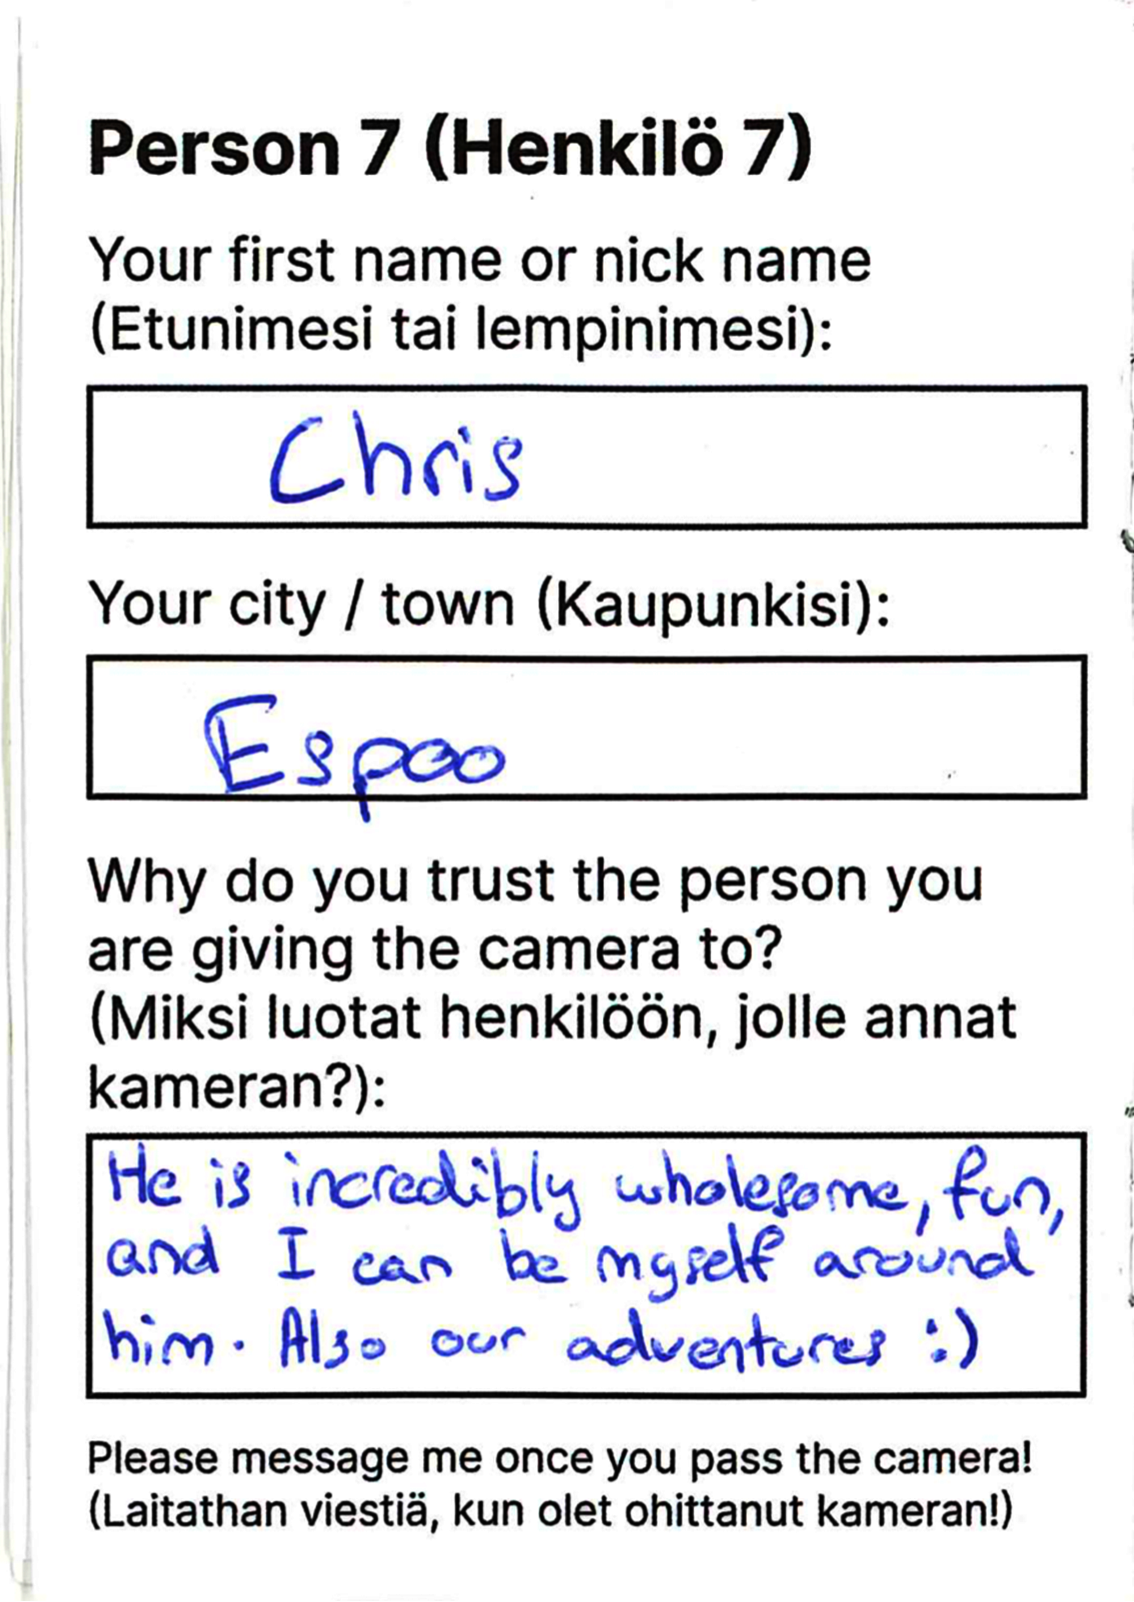 Person 7 (Henkilö 7)
Your first name or nick name
(Etunimesi tai lempinimesi):
Chris
Your city / town (Kaupunkisi):
Espoo
Why do you trust the person you
are giving the camera to?
(Miksi luotat henkilöön, jolle annat
kameran?):
He is incredibly wholesome, fun,
and I can be myself around
him. Also our adventures :)
Please message me once you pass the camera!
(Laitathan viestiä, kun olet ohittanut kameran!)